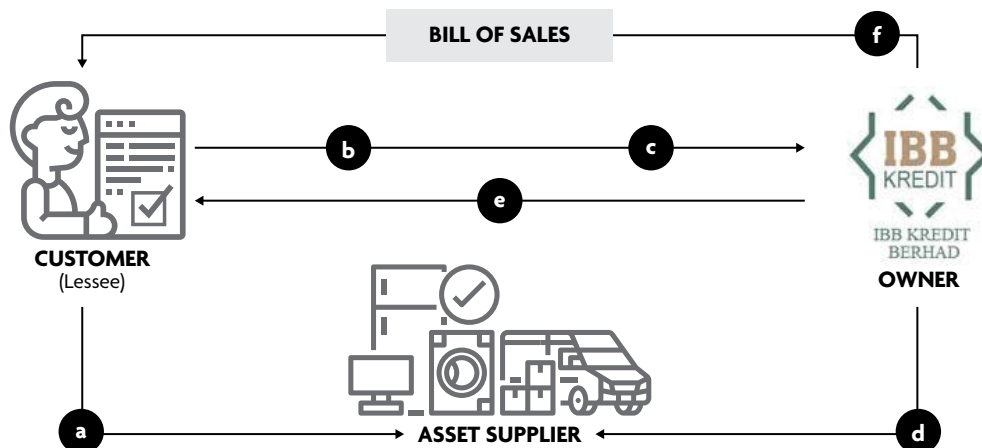 BILL OF SALES
f
b
c
e
IBB
KREDIT
IBB KREDIT
BERHAD
CUSTOMER
(Lessee)
OWNER
a
ASSET SUPPLIER
d